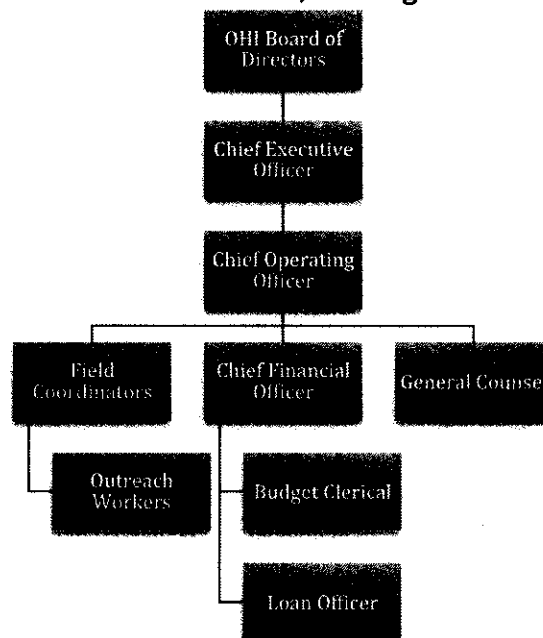 OHI Board of
Directors
Chief Executive
Officer
Chief Operating
Officer
Field
Coordinators
Chief Financial
Officer
General Counse
Outreach
Workers
Budget Clerical
Loan Officer